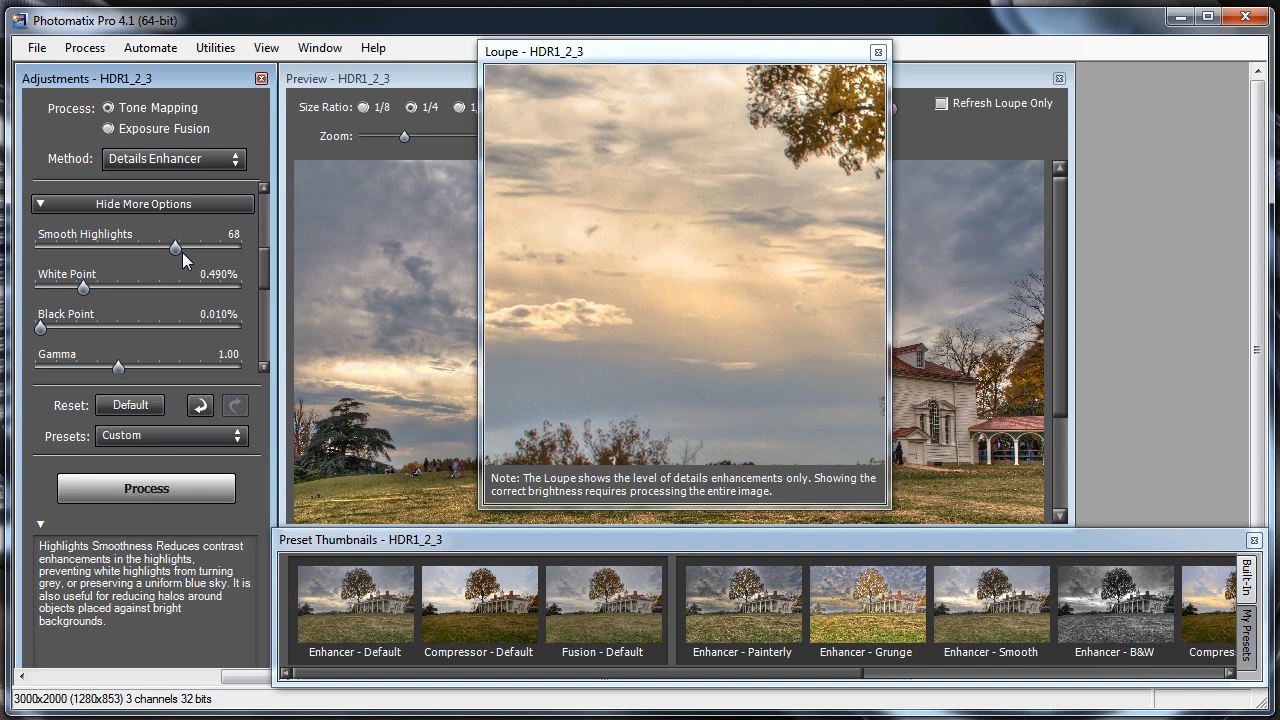 Photomatix Pro 4.1 (64-bit)
File Process Automate Utilities View Window Help
Adjustments - HDR1_2_3
Process: Tone Mapping
Exposure Fusion
Method: Details Enhancer
Hide More Options
Smooth Highlights 68
White Point 0.490%
Black Point 0.010%
Gamma 1.00
Reset: Default
Presets: Custom
Process
Highlights Smoothness Reduces contrast
enhancements in the highlights,
preventing white highlights from turning
grey, or preserving a uniform blue sky. It is
also useful for reducing halos around
objects placed against bright
backgrounds.
Preview - HDR1_2_3
Size Ratio: 1/8 1/4
Refresh Loupe Only
Zoom:
Loupe - HDR1_2_3
Note: The Loupe shows the level of details enhancements only. Showing the
correct brightness requires processing the entire image.
Preset Thumbnails - HDR1_2_3
Enhancer - Default Compressor - Default Fusion - Default Enhancer - Painterly Enhancer - Grunge Enhancer - Smooth Enhancer - B&W Compres
Built-In
My Presets
3000x2000 (1280x853) 3 channels 32 bits